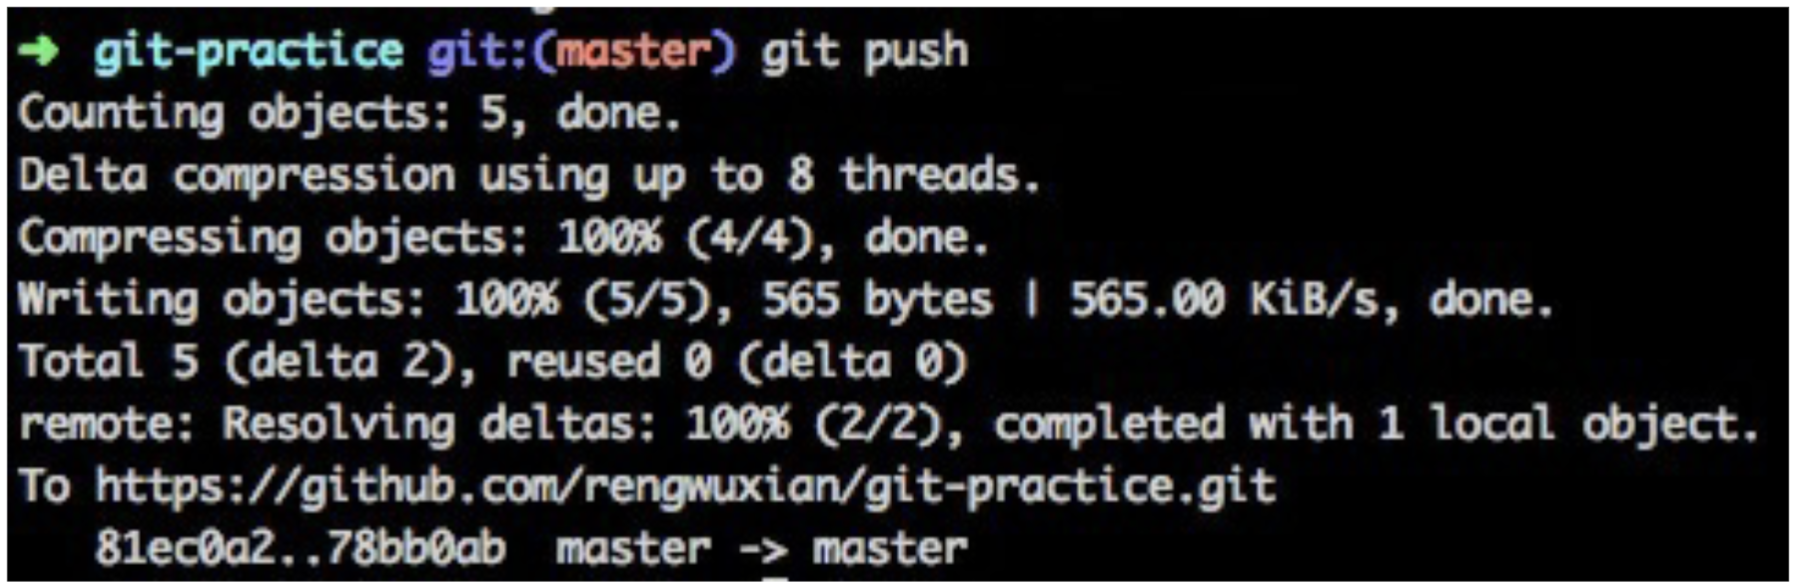 ➜ git-practice git:(master) git push
Counting objects: 5, done.
Delta compression using up to 8 threads.
Compressing objects: 100% (4/4), done.
Writing objects: 100% (5/5), 565 bytes | 565.00 KiB/s, done.
Total 5 (delta 2), reused 0 (delta 0)
remote: Resolving deltas: 100% (2/2), completed with 1 local object.
To https://github.com/rengwuxian/git-practice.git
   81ec0a2..78bb0ab  master -> master